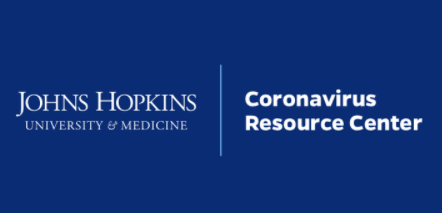 JOHNS HOPKINS
UNIVERSITY & MEDICINE
Coronavirus
Resource Center